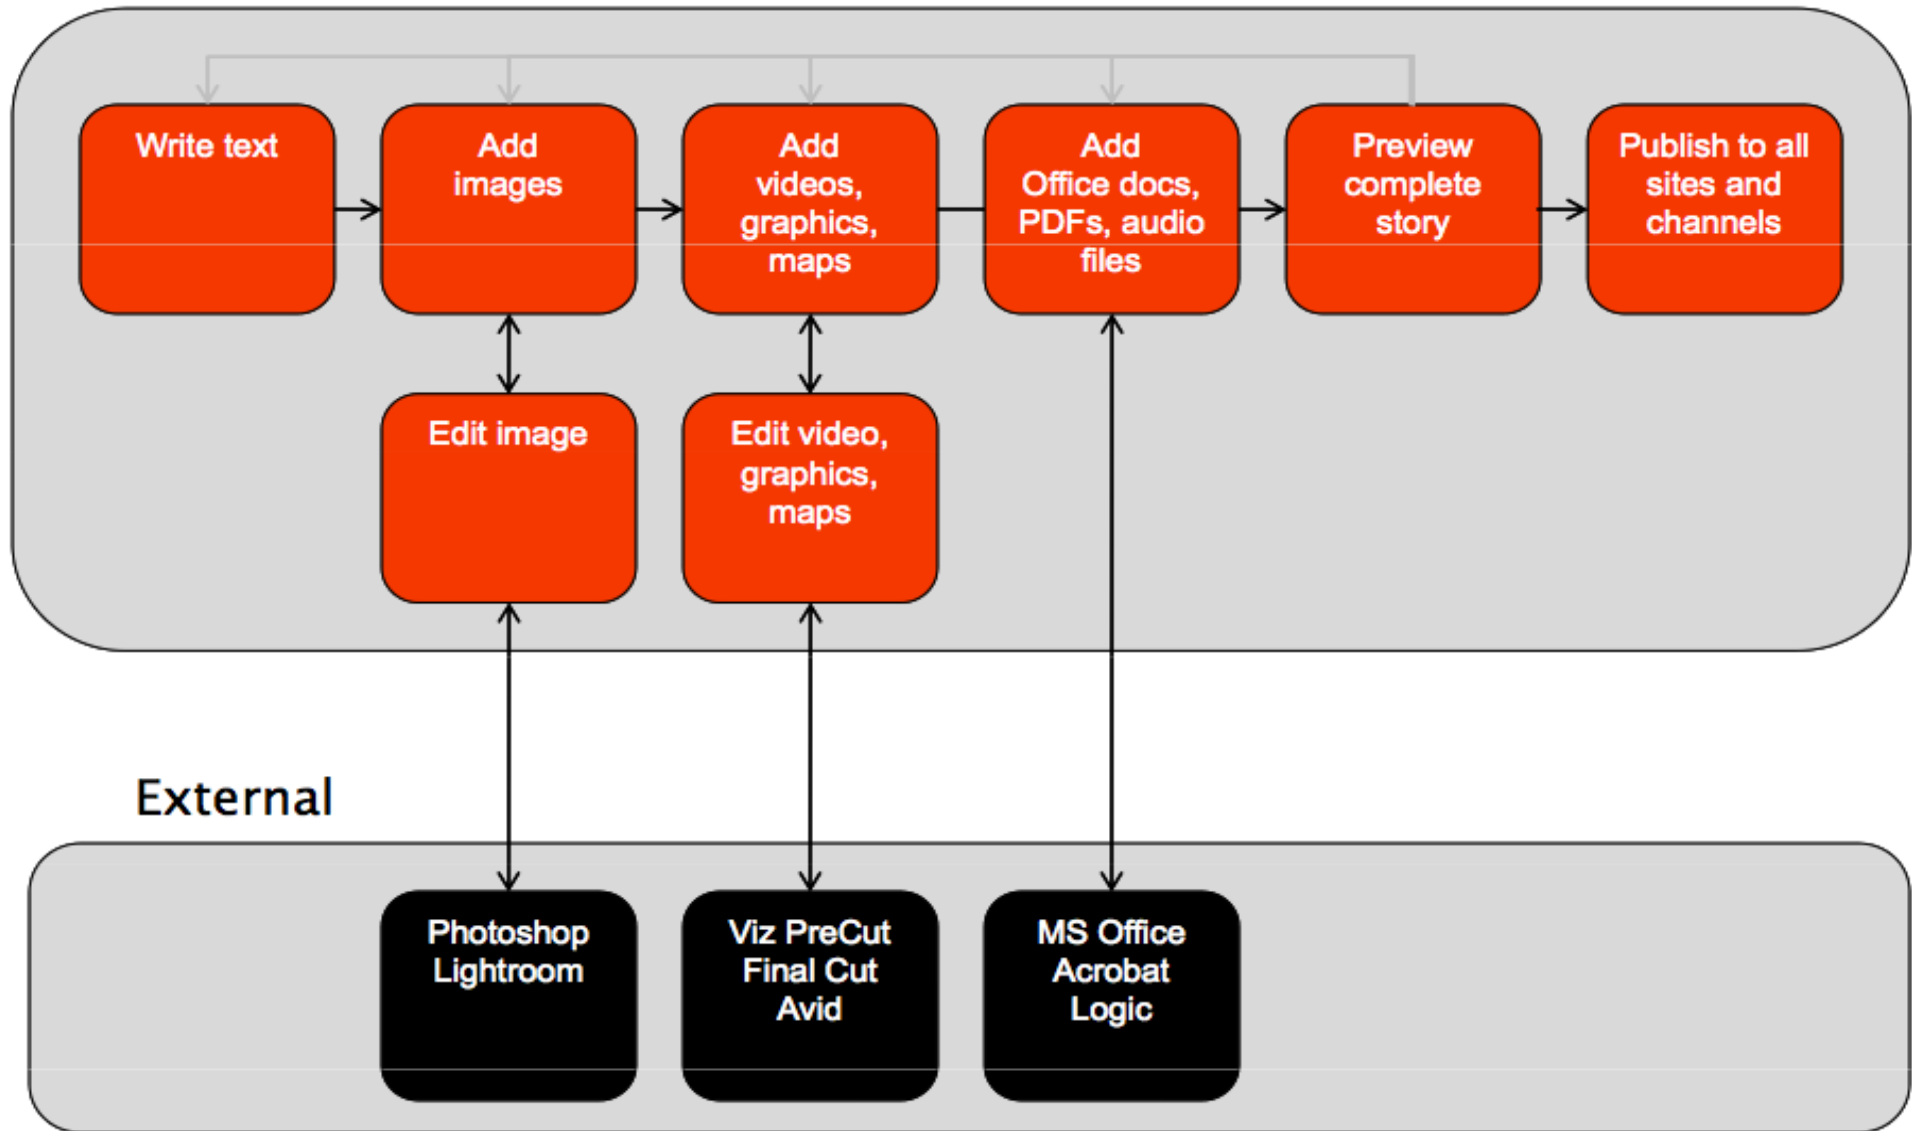 Write text
Add
images
Add
videos,
graphics,
maps
Add
Office docs,
PDFs, audio
files
Preview
complete
story
Publish to all
sites and
channels
Edit image
Edit video,
graphics,
maps
External
Photoshop
Lightroom
Viz PreCut
Final Cut
Avid
MS Office
Acrobat
Logic